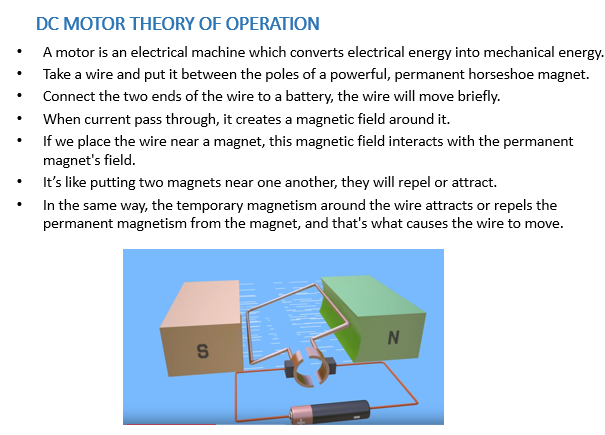 DC MOTOR THEORY OF OPERATION
• A motor is an electrical machine which converts electrical energy into mechanical energy.
• Take a wire and put it between the poles of a powerful, permanent horseshoe magnet.
• Connect the two ends of the wire to a battery, the wire will move briefly.
• When current pass through, it creates a magnetic field around it.
• If we place the wire near a magnet, this magnetic field interacts with the permanent
magnet's field.
• It’s like putting two magnets near one another, they will repel or attract.
• In the same way, the temporary magnetism around the wire attracts or repels the
permanent magnetism from the magnet, and that's what causes the wire to move.
S
N
+ -